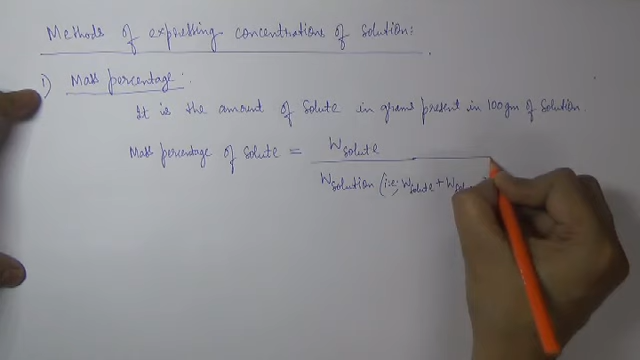 Methods of expressing concentrations of solution:
1) Mass percentage:
It is the amount of solute in grams present in 100gm of solution
Mass percentage of solute = W solute
W solution (i.e; W solute + W